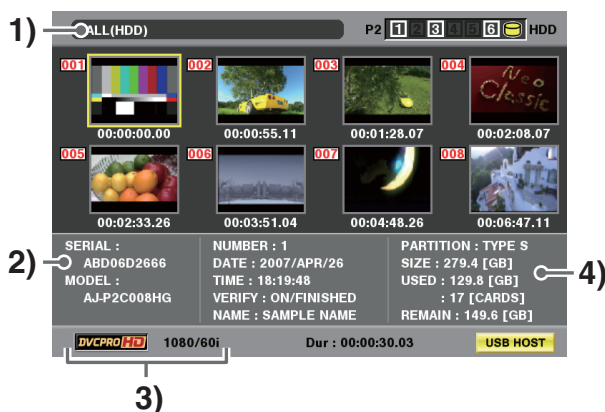 1)
ALL(HDD)
P2 1 2 3 4 5 6 HDD
001 002 003 004
Neo
Classic
00:00:00.00 00:00:55.11 00:01:28.07 00:02:08.07
005 006 007 008
00:02:33.26 00:03:51.04 00:04:48.26 00:06:47.11
2)
SERIAL :
ABD06D2666
MODEL :
AJ-P2C008HG
NUMBER : 1
DATE : 2007/APR/26
TIME : 18:19:48
VERIFY : ON/FINISHED
NAME : SAMPLE NAME
PARTITION : TYPE S
SIZE : 279.4 [GB]
USED : 129.8 [GB]
: 17 [CARDS]
REMAIN : 149.6 [GB]
4)
DVCPRO HD 1080/60i Dur : 00:00:30.03 USB HOST
3)